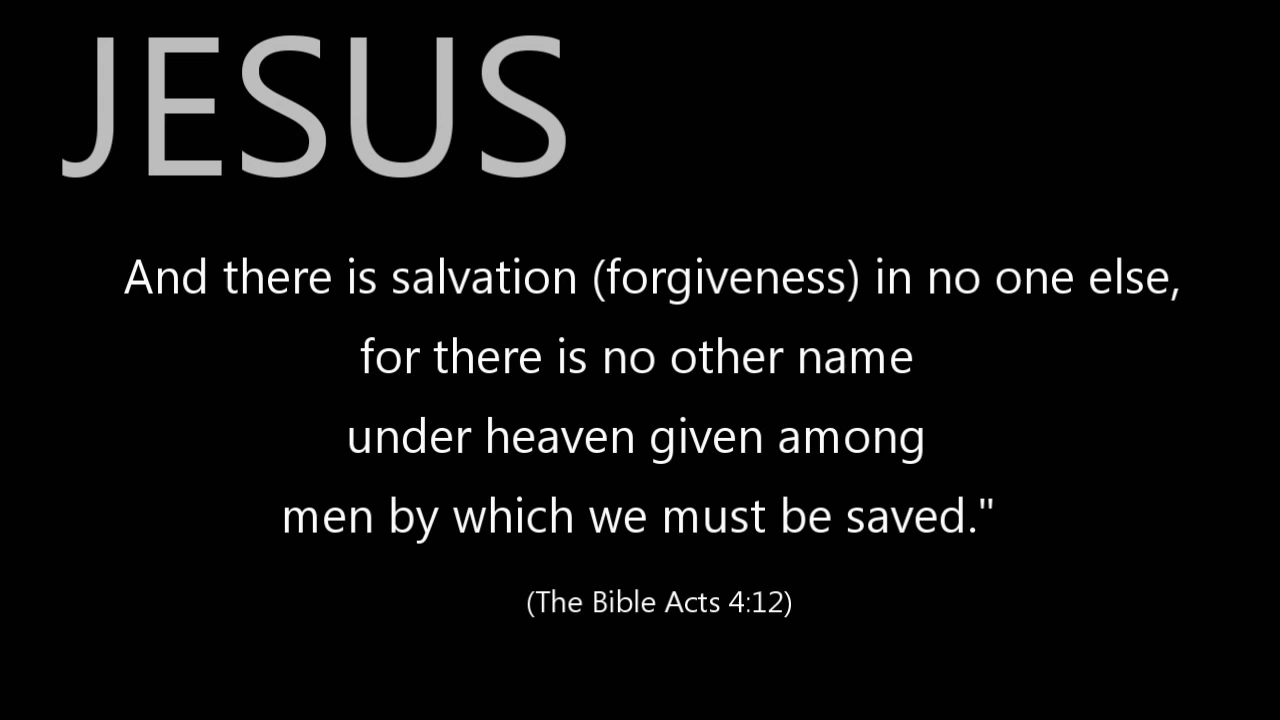 JESUS
And there is salvation (forgiveness) in no one else,
for there is no other name
under heaven given among
men by which we must be saved."
(The Bible Acts 4:12)